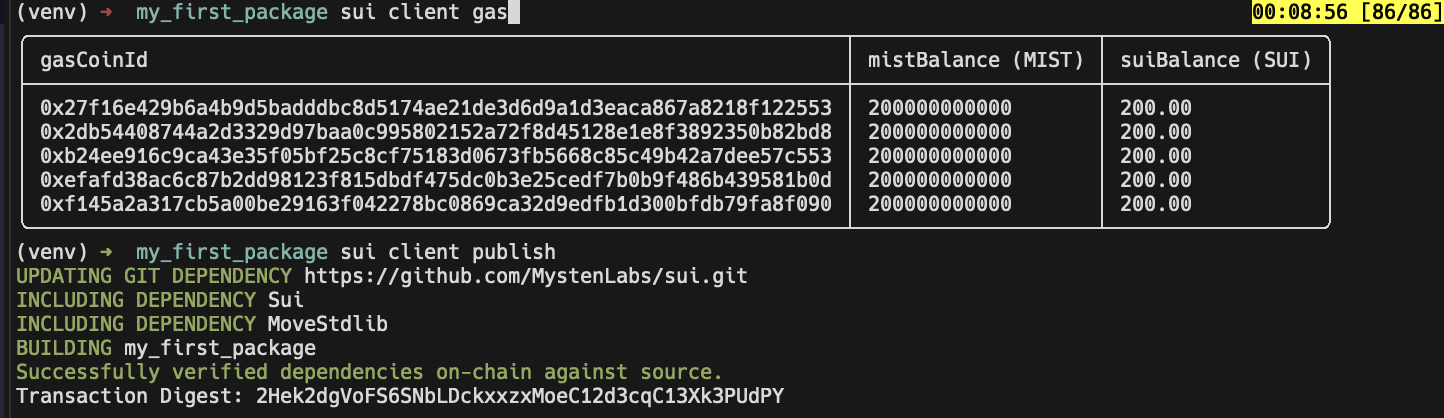 (venv) → my_first_package sui client gas 00:08:56 [86/86]
gasCoinId mistBalance (MIST) suiBalance (SUI)
0x27f16e429b6a4b9d5badddbc8d5174ae21de3d6d9a1d3eaca867a8218f122553 200000000000 200.00
0x2db54408744a2d3329d97baa0c995802152a72f8d45128e1e8f3892350b82bd8 200000000000 200.00
0xb24ee916c9ca43e35f05bf25c8cf75183d0673fb5668c85c49b42a7dee57c553 200000000000 200.00
0xefafd38ac6c87b2dd98123f815dbdf475dc0b3e25cedf7b0b9f486b439581b0d 200000000000 200.00
0xf145a2a317cb5a00be29163f042278bc0869ca32d9edfb1d300bfdb79fa8f090 200000000000 200.00
(venv) → my_first_package sui client publish
UPDATING GIT DEPENDENCY https://github.com/MystenLabs/sui.git
INCLUDING DEPENDENCY Sui
INCLUDING DEPENDENCY MoveStdlib
BUILDING my_first_package
Successfully verified dependencies on-chain against source.
Transaction Digest: 2Hek2dgVoFS6SNbLDckxxzxMoeC12d3cqC13Xk3PUdPY